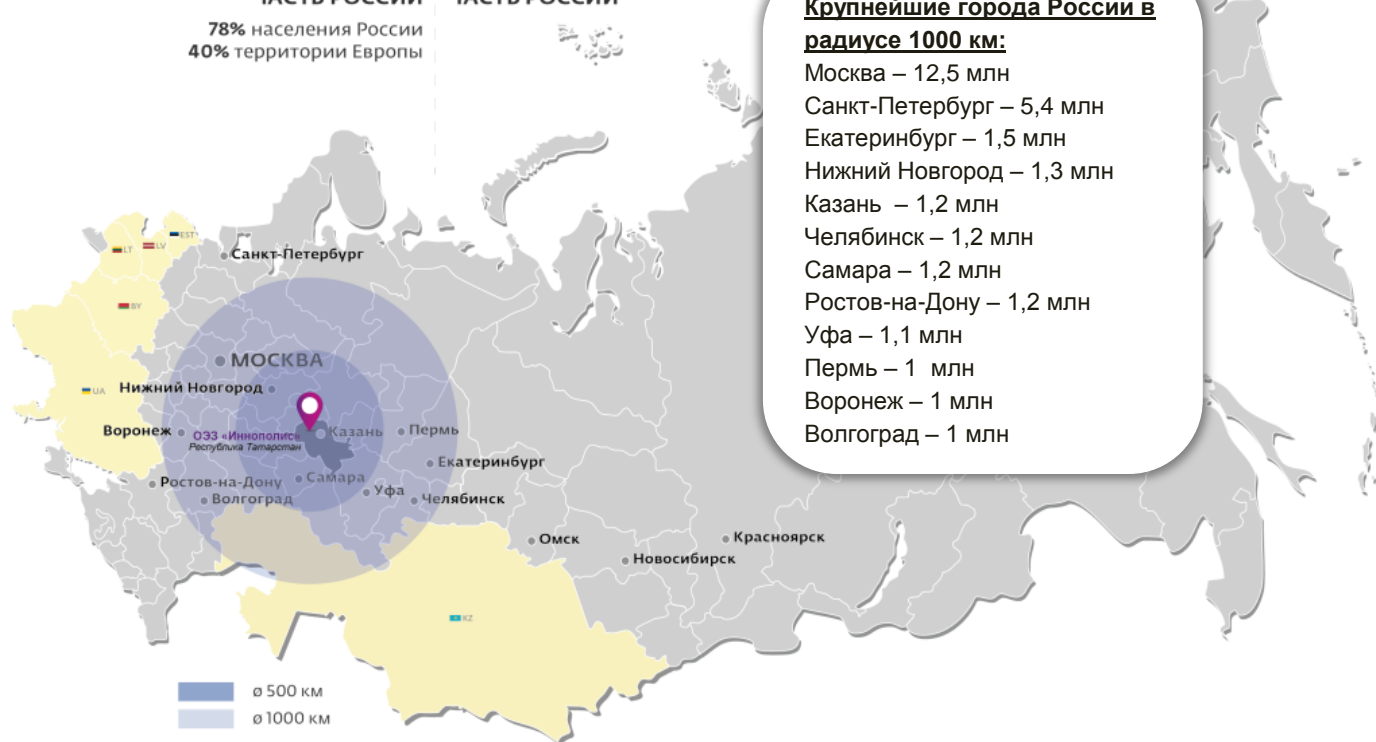 ЧАСТЬ РОССИИ
ЧАСТЬ РОССИИ
78% населения России
40% территории Европы
Крупнейшие города России в
радиусе 1000 км:
Москва – 12,5 млн
Санкт-Петербург – 5,4 млн
Екатеринбург – 1,5 млн
Нижний Новгород – 1,3 млн
Казань – 1,2 млн
Челябинск – 1,2 млн
Самара – 1,2 млн
Ростов-на-Дону – 1,2 млн
Уфа – 1,1 млн
Пермь – 1 млн
Воронеж – 1 млн
Волгоград – 1 млн
EST
LV
LT
Санкт-Петербург
BY
МОСКВА
UA
Нижний Новгород
Воронеж
ОЭЗ «Иннополис»
Республика Татарстан
Казань
Пермь
Екатеринбург
Самара
Ростов-на-Дону
Уфа
Волгоград
Челябинск
Омск
Красноярск
Новосибирск
KZ
ø 500 км
ø 1000 км